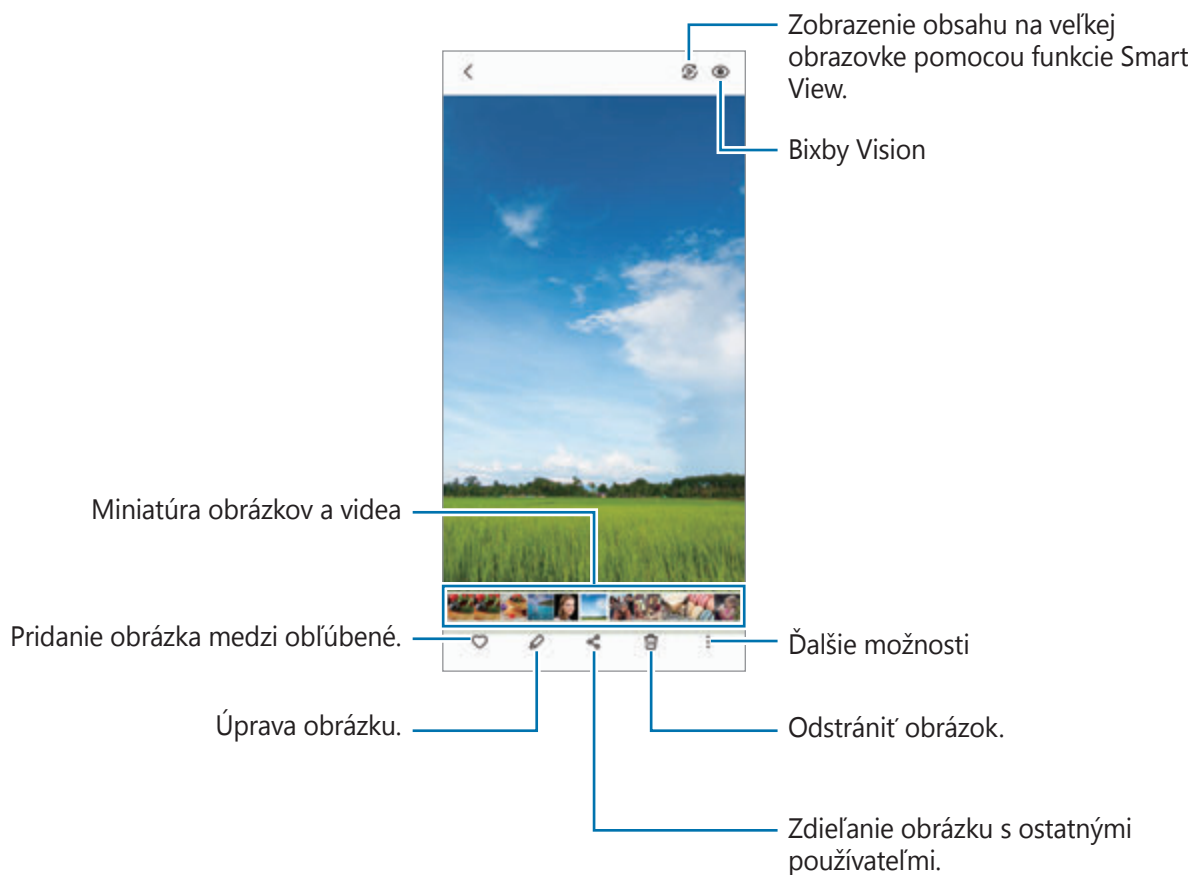 Zobrazenie obsahu na veľkej
obrazovke pomocou funkcie Smart
View.
Bixby Vision
Miniatúra obrázkov a videa
Pridanie obrázka medzi obľúbené.
Ďalšie možnosti
Úprava obrázku.
Odstrániť obrázok.
Zdieľanie obrázku s ostatnými
používateľmi.